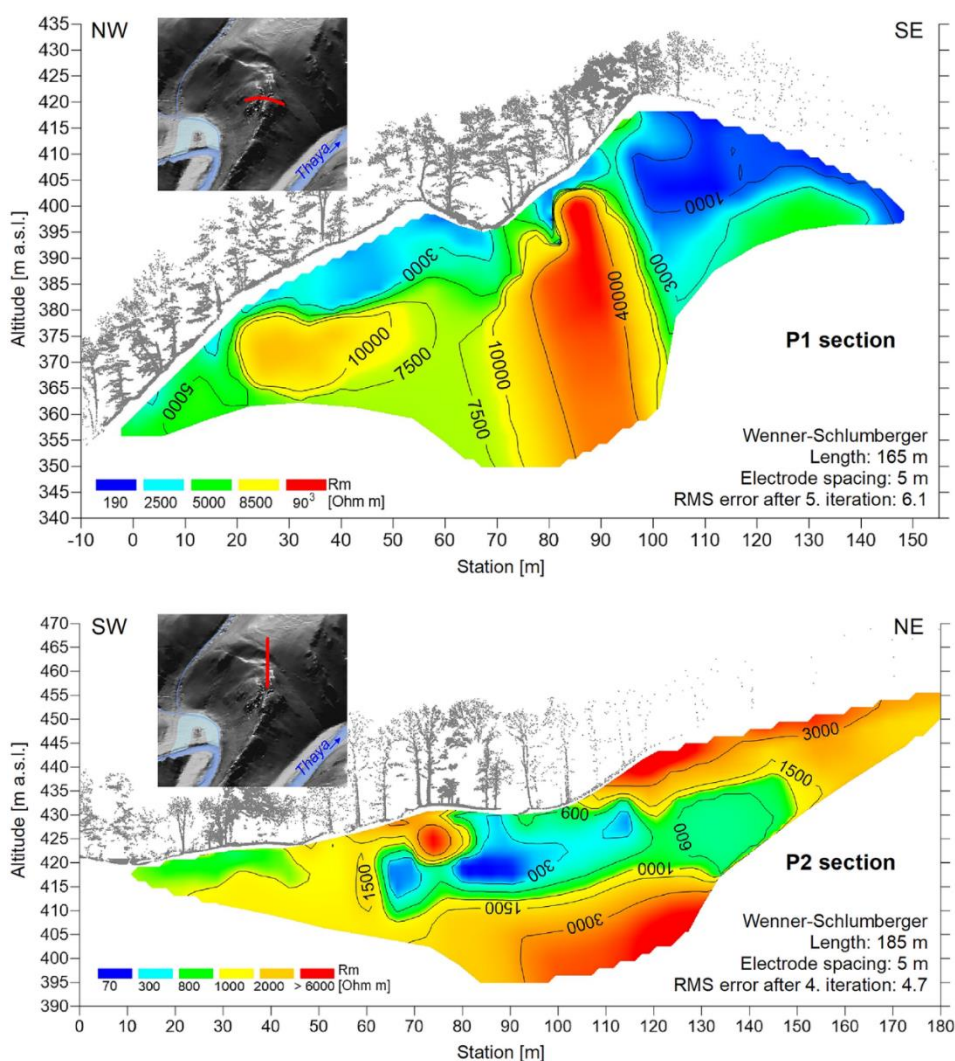 NW
SE
Thaya
Altitude [m a.s.l.]
435
430
425
420
415
410
405
400
395
390
385
380
375
370
365
360
355
350
345
340
1000
3000
3000
40000
10000
10000
7500
7500
5000
P1 section
Wenner-Schlumberger
Length: 165 m
Electrode spacing: 5 m
RMS error after 5. iteration: 6.1
Rm
190 2500 5000 8500 90³ [Ohm m]
-10 0 10 20 30 40 50 60 70 80 90 100 110 120 130 140 150
Station [m]
SW
NE
Thaya
Altitude [m a.s.l.]
470
465
460
455
450
445
440
435
430
425
420
415
410
405
400
395
390
3000
1500
600
600
300
1000
1500
1500
3000
P2 section
Wenner-Schlumberger
Length: 185 m
Electrode spacing: 5 m
RMS error after 4. iteration: 4.7
Rm
70 300 800 1000 2000 > 6000 [Ohm m]
0 10 20 30 40 50 60 70 80 90 100 110 120 130 140 150 160 170 180
Station [m]